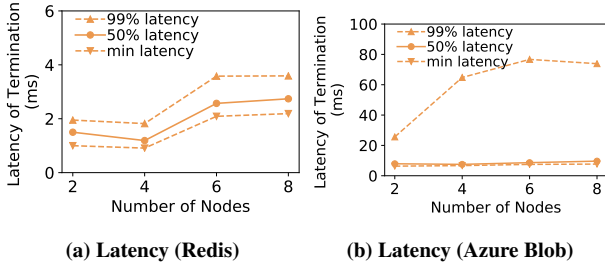 6
4
2
0
Latency of Termination
(ms)
99% latency
50% latency
min latency
2 4 6 8
Number of Nodes
(a) Latency (Redis)
100
80
60
40
20
0
Latency of Termination
(ms)
99% latency
50% latency
min latency
2 4 6 8
Number of Nodes
(b) Latency (Azure Blob)